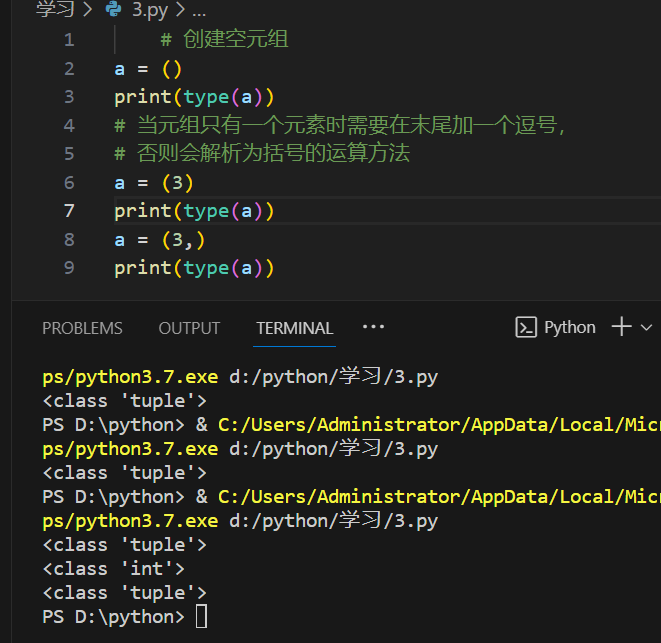 学习 > 3.py > ...
1 # 创建空元组
2 a = ()
3 print(type(a))
4 # 当元组只有一个元素时需要在末尾加一个逗号,
5 # 否则会解析为括号的运算方法
6 a = (3)
7 print(type(a))
8 a = (3,)
9 print(type(a))
PROBLEMS OUTPUT TERMINAL ··· Python
ps/python3.7.exe d:/python/学习/3.py
<class 'tuple'>
PS D:\python> & C:/Users/Administrator/AppData/Local/Micr
ps/python3.7.exe d:/python/学习/3.py
<class 'tuple'>
PS D:\python> & C:/Users/Administrator/AppData/Local/Micr
ps/python3.7.exe d:/python/学习/3.py
<class 'tuple'>
<class 'int'>
<class 'tuple'>
PS D:\python>